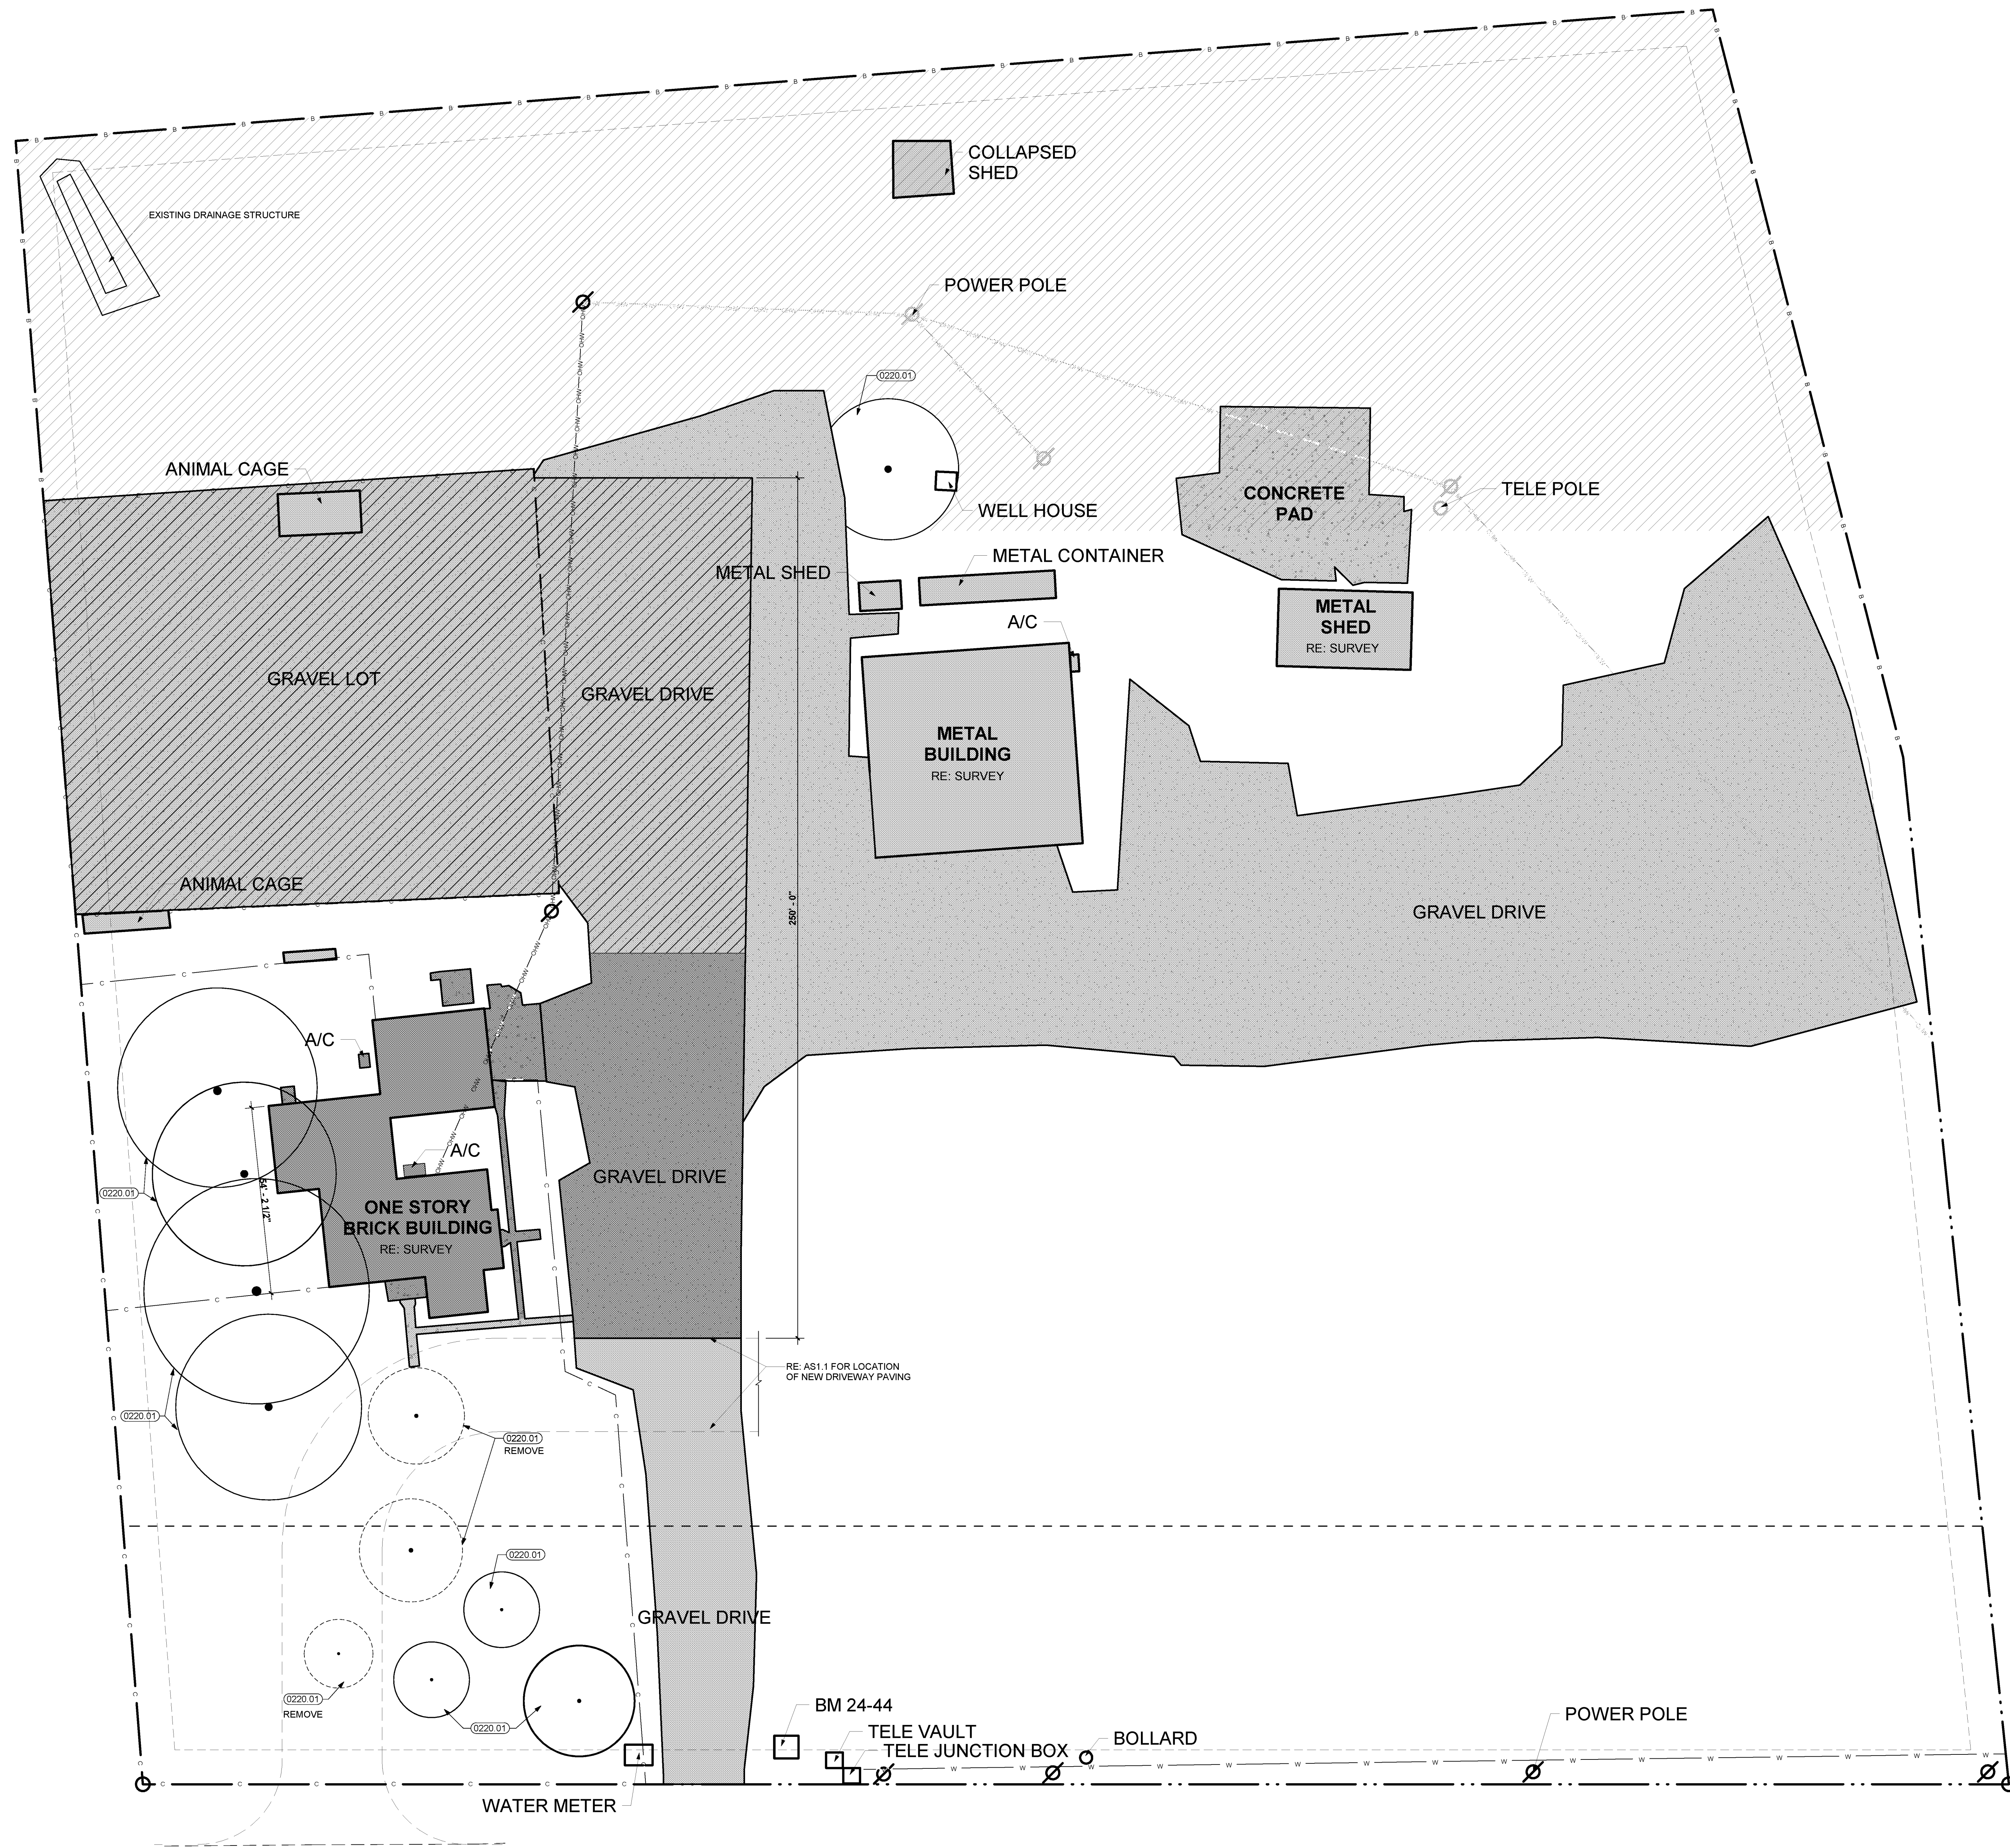 COLLAPSED
SHED
EXISTING DRAINAGE STRUCTURE
POWER POLE
0220.01
ANIMAL CAGE
WELL HOUSE
CONCRETE
PAD
TELE POLE
METAL CONTAINER
METAL SHED
A/C
METAL
SHED
RE: SURVEY
GRAVEL LOT
GRAVEL DRIVE
METAL
BUILDING
RE: SURVEY
ANIMAL CAGE
250' - 0"
GRAVEL DRIVE
A/C
A/C
GRAVEL DRIVE
0220.01
54' - 2 1/2"
ONE STORY
BRICK BUILDING
RE: SURVEY
RE: AS1.1 FOR LOCATION
OF NEW DRIVEWAY PAVING
0220.01
0220.01
REMOVE
0220.01
GRAVEL DRIVE
0220.01
REMOVE
0220.01
BM 24-44
TELE VAULT
TELE JUNCTION BOX
BOLLARD
POWER POLE
WATER METER